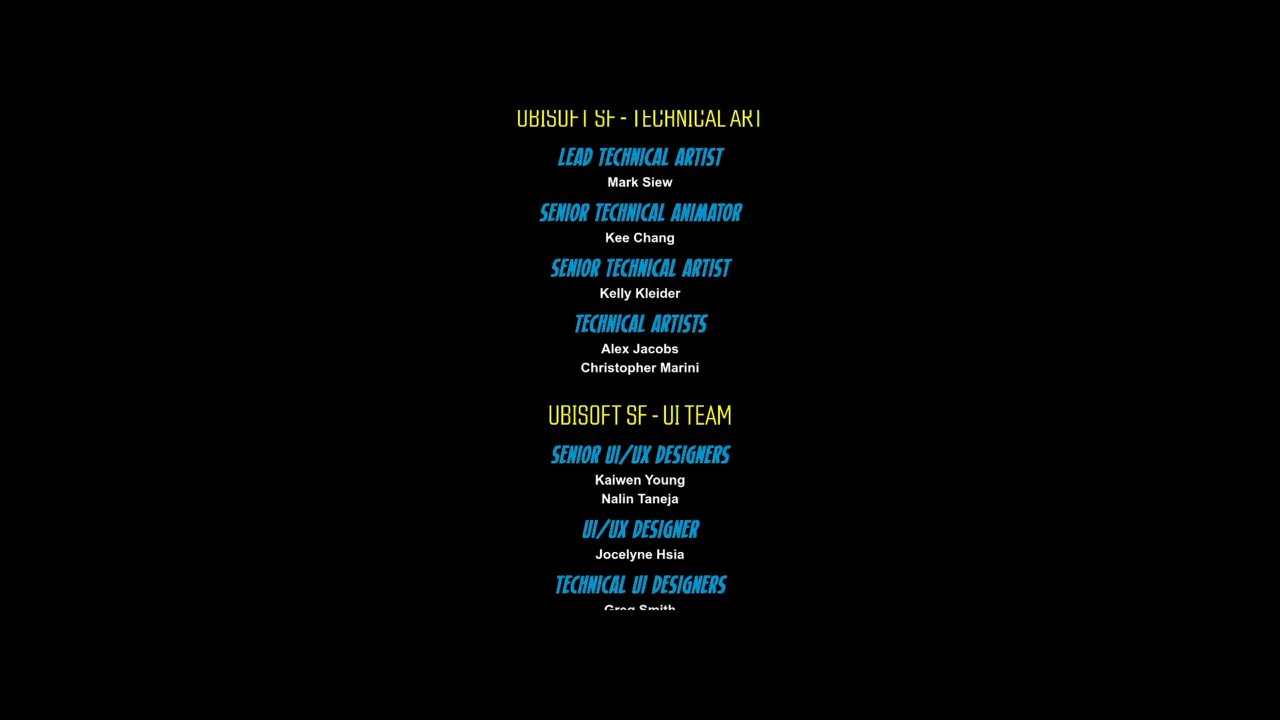 UBISOFT SF - TECHNICAL ART
LEAD TECHNICAL ARTIST
Mark Siew
SENIOR TECHNICAL ANIMATOR
Kee Chang
SENIOR TECHNICAL ARTIST
Kelly Kleider
TECHNICAL ARTISTS
Alex Jacobs
Christopher Marini
UBISOFT SF - UI TEAM
SENIOR UI/UX DESIGNERS
Kaiwen Young
Nalin Taneja
UI/UX DESIGNER
Jocelyne Hsia
TECHNICAL UI DESIGNERS
Greg Smith